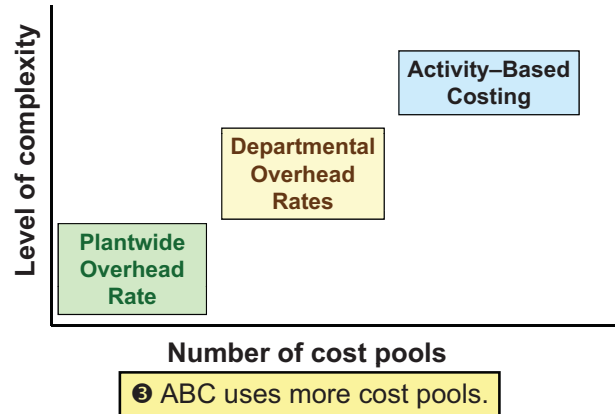 Level of complexity
Activity–Based
Costing
Departmental
Overhead
Rates
Plantwide
Overhead
Rate
Number of cost pools
❸ ABC uses more cost pools.